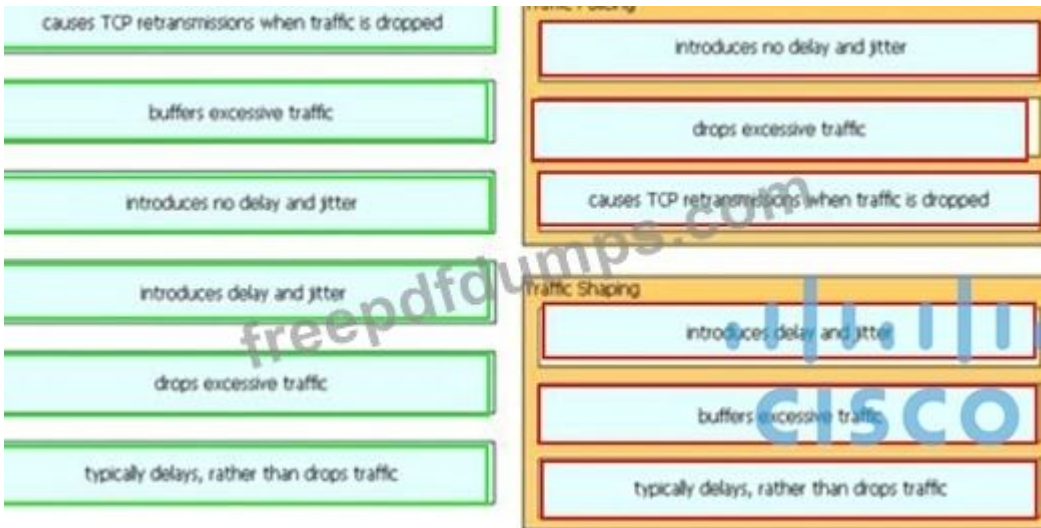 causes TCP retransmissions when traffic is dropped
buffers excessive traffic
introduces no delay and jitter
introduces delay and jitter
drops excessive traffic
typically delays, rather than drops traffic
Traffic Policing
introduces no delay and jitter
drops excessive traffic
causes TCP retransmissions when traffic is dropped
Traffic Shaping
introduces delay and jitter
buffers excessive traffic
typically delays, rather than drops traffic
freepdfdumps.com
CISCO